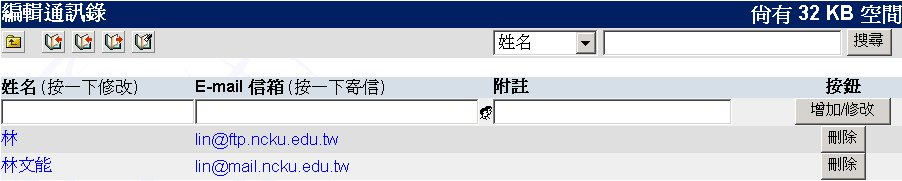 編輯通訊錄 尚有 32 KB 空間
姓名 搜尋
姓名 (按一下修改) E-mail 信箱 (按一下寄信) 附註 按鈕
增加/修改
林 lin@ftp.ncku.edu.tw 刪除
林文能 lin@mail.ncku.edu.tw 刪除